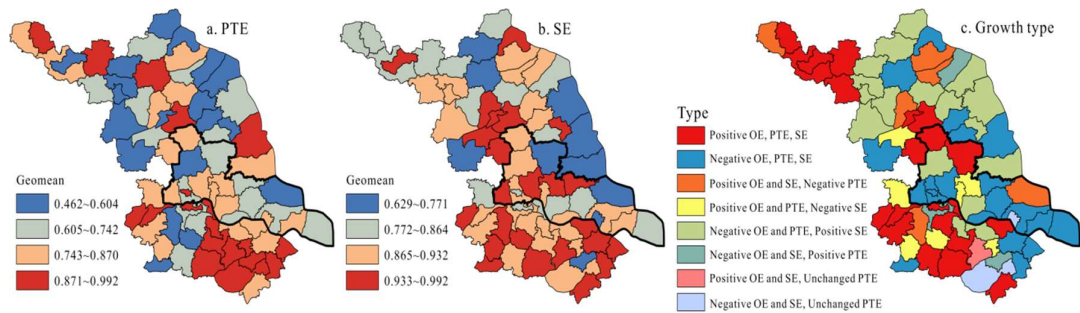 a. PTE
Geomean
0.462~0.604
0.605~0.742
0.743~0.870
0.871~0.992
b. SE
Geomean
0.629~0.771
0.772~0.864
0.865~0.932
0.933~0.992
c. Growth type
Type
Positive OE, PTE, SE
Negative OE, PTE, SE
Positive OE and SE, Negative PTE
Positive OE and PTE, Negative SE
Negative OE and PTE, Positive SE
Negative OE and SE, Positive PTE
Positive OE and SE, Unchanged PTE
Negative OE and SE, Unchanged PTE